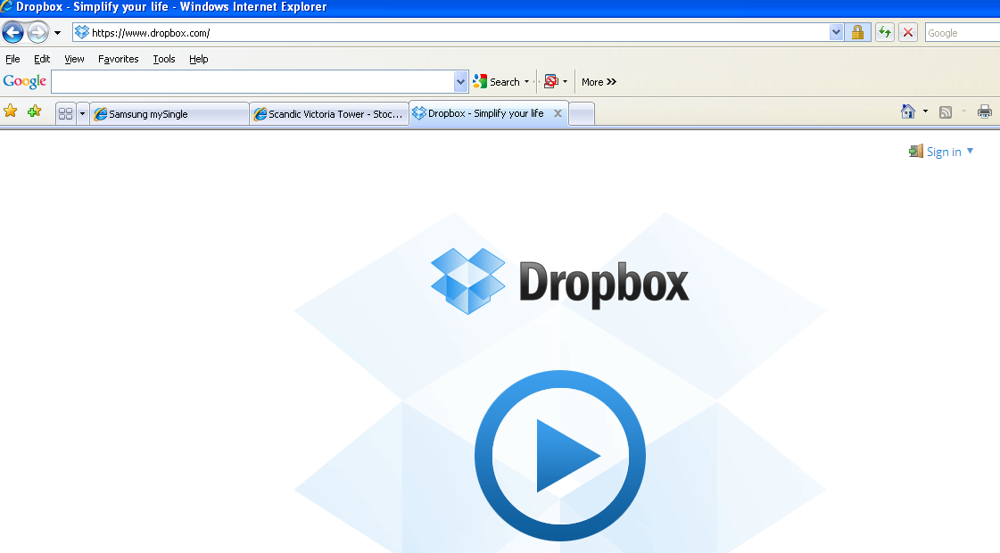 Dropbox - Simplify your life - Windows Internet Explorer
https://www.dropbox.com/
Google
File Edit View Favorites Tools Help
Google Search More »
Samsung mySingle Scandic Victoria Tower - Stoc... Dropbox - Simplify your life
Sign in
Dropbox